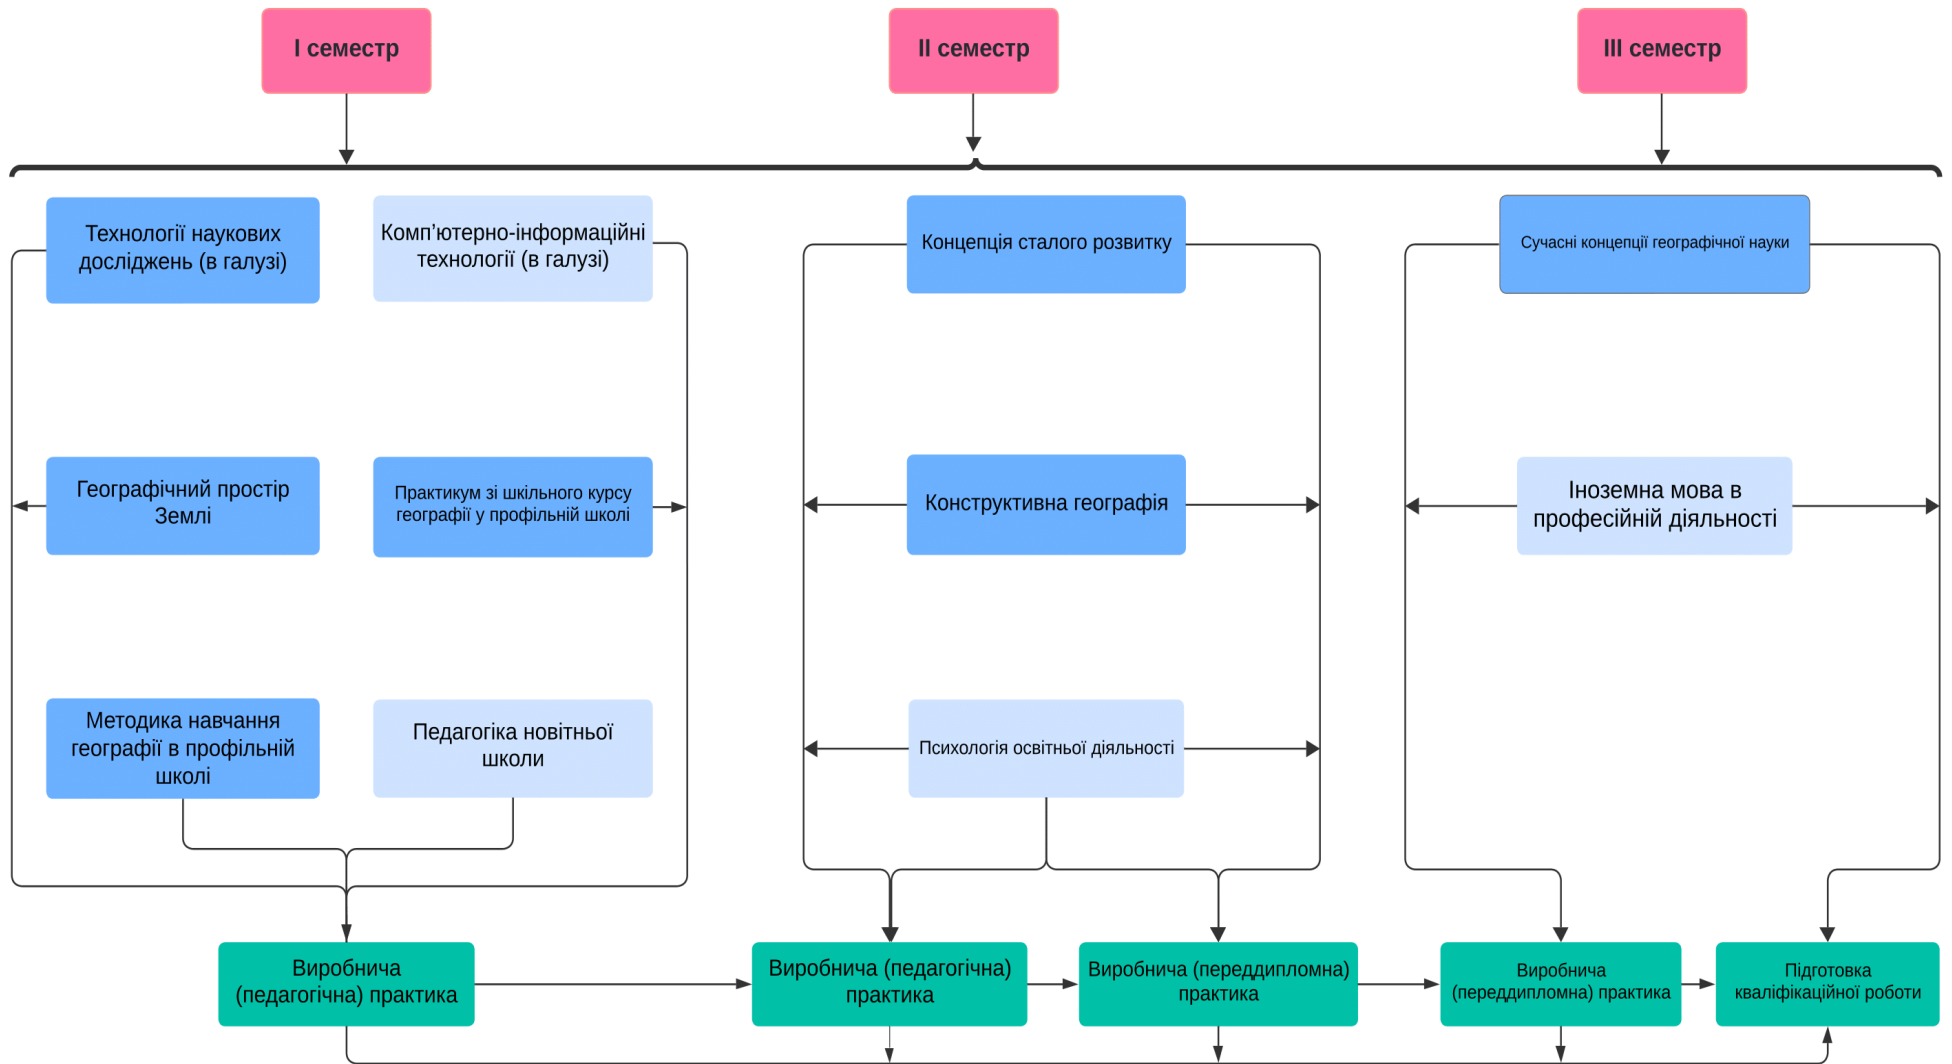 І семестр
ІІ семестр
ІІІ семестр
Технології наукових
досліджень (в галузі)
Комп’ютерно-інформаційні
технології (в галузі)
Концепція сталого розвитку
Сучасні концепції географічної науки
Географічний простір
Землі
Практикум зі шкільного курсу
географії у профільній школі
Конструктивна географія
Іноземна мова в
професійній діяльності
Методика навчання
географії в профільній
школі
Педагогіка новітньої
школи
Психологія освітньої діяльності
Виробнича
(педагогічна) практика
Виробнича (педагогічна)
практика
Виробнича (переддипломна)
практика
Виробнича
(переддипломна) практика
Підготовка
кваліфікаційної роботи